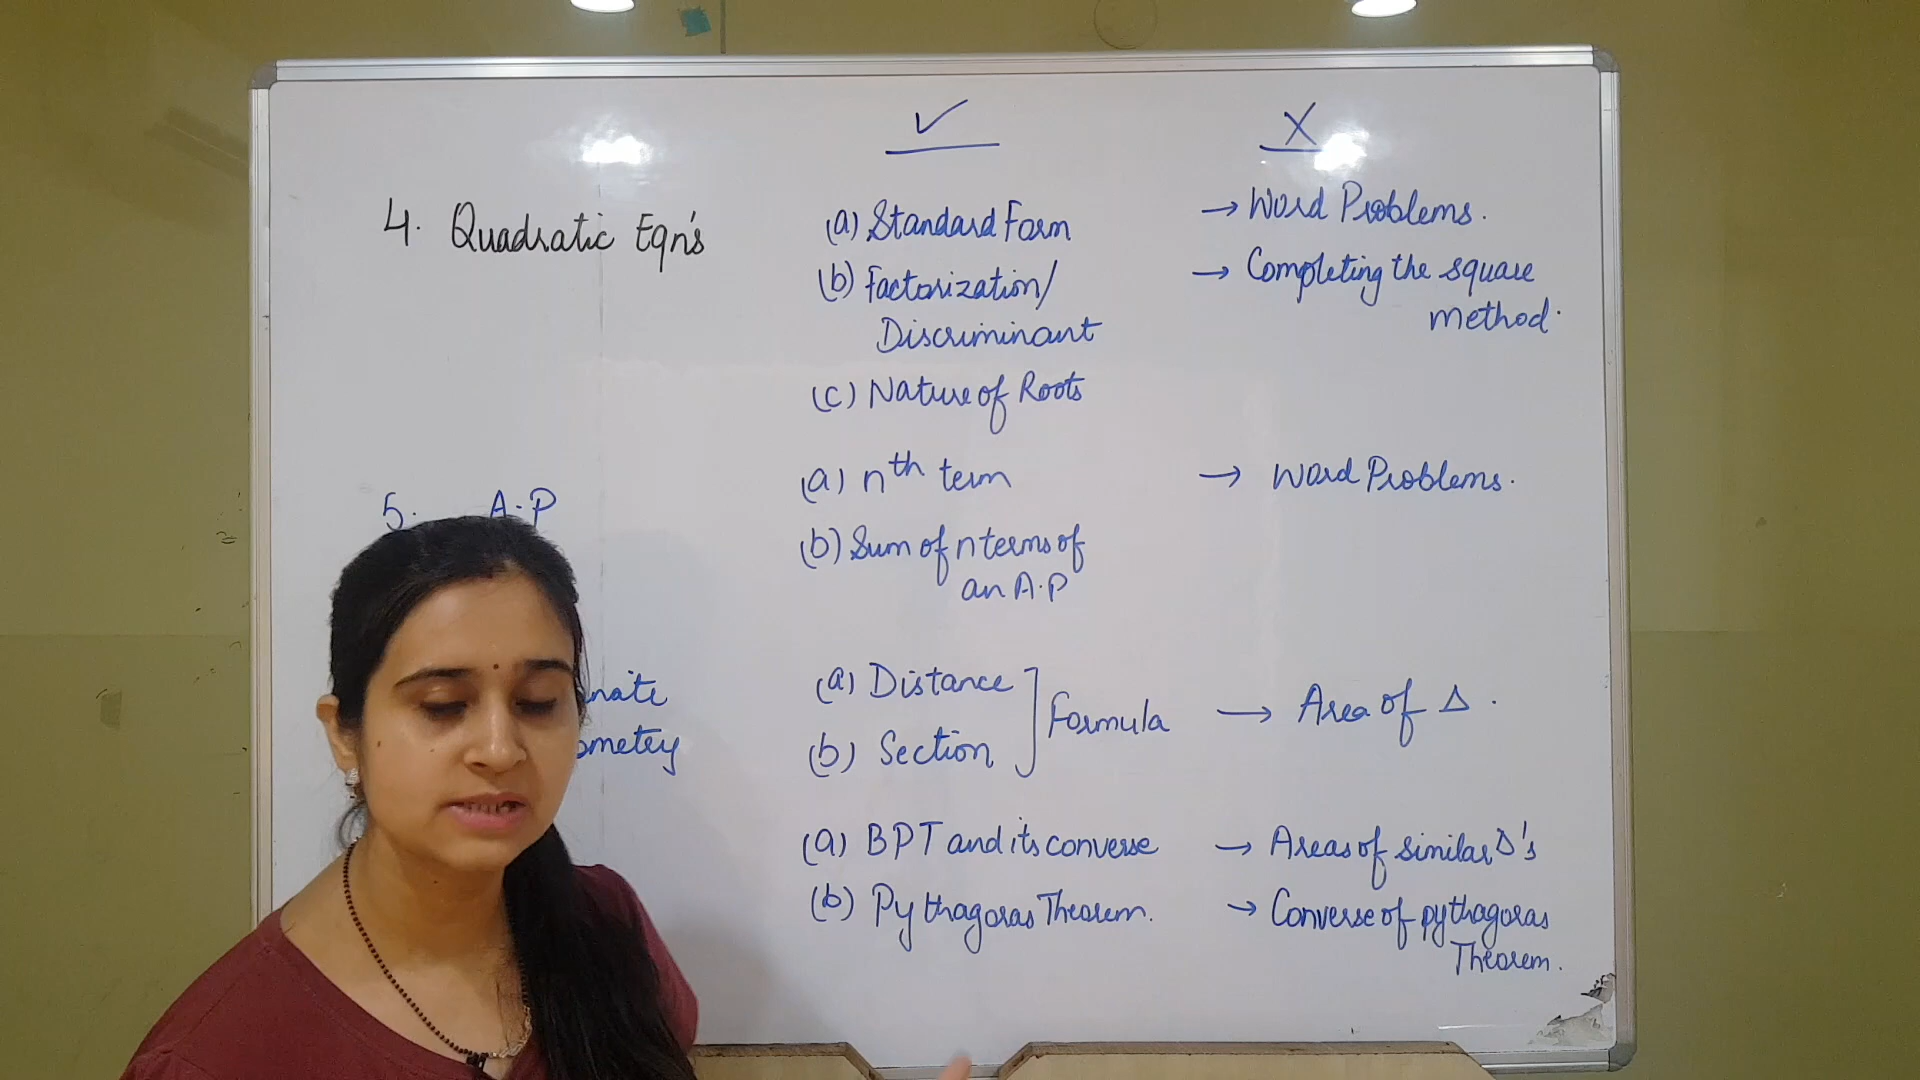 ✓ X
4. Quadratic Eqn's
(a) Standard Form
→ Word Problems.
(b) Factorization/
Discriminant
→ Completing the square
method.
(c) Nature of Roots
5. A.P
(a) nth term
→ Word Problems.
(b) Sum of n terms of
an A.P
nate
ometry
(a) Distance
(b) Section
] Formula
→ Area of Δ.
(a) BPT and its converse
→ Areas of similar Δ's
(b) Pythagoras Theorem.
→ Converse of pythagoras
Theorem.